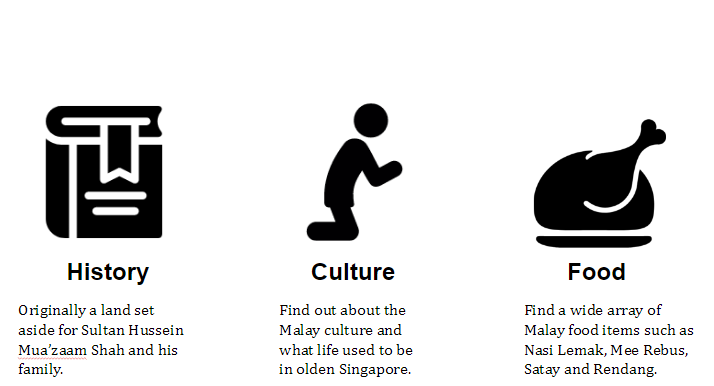 History
Originally a land set
aside for Sultan Hussein
Mua’zaam Shah and his
family.
Culture
Find out about the
Malay culture and
what life used to be
in olden Singapore.
Food
Find a wide array of
Malay food items such as
Nasi Lemak, Mee Rebus,
Satay and Rendang.